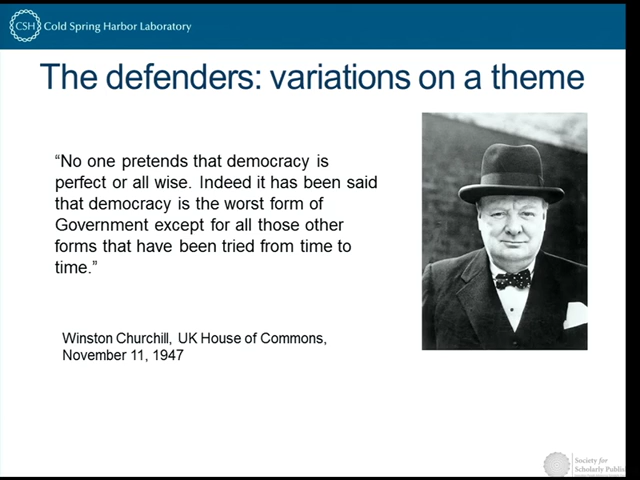 CSH Cold Spring Harbor Laboratory
The defenders: variations on a theme
“No one pretends that democracy is
perfect or all wise. Indeed it has been said
that democracy is the worst form of
Government except for all those other
forms that have been tried from time to
time.”
Winston Churchill, UK House of Commons,
November 11, 1947
Society for
Scholarly Publis